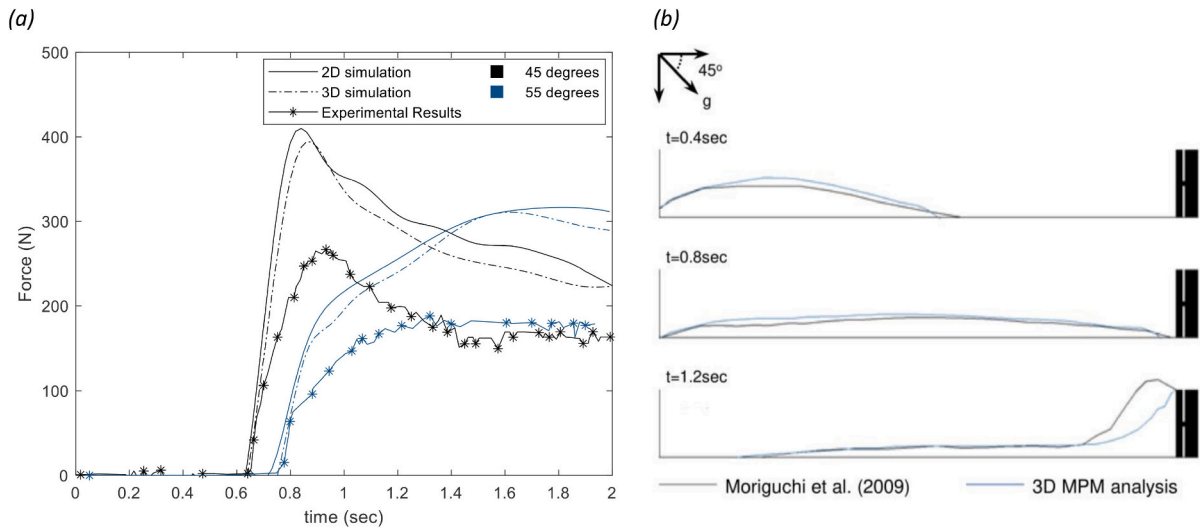 (a)
500
400
300
200
100
0
Force (N)
0 0.2 0.4 0.6 0.8 1 1.2 1.4 1.6 1.8 2
time (sec)
2D simulation
3D simulation
Experimental Results
45 degrees
55 degrees
(b)
45°
g
t=0.4sec
t=0.8sec
t=1.2sec
Moriguchi et al. (2009)
3D MPM analysis